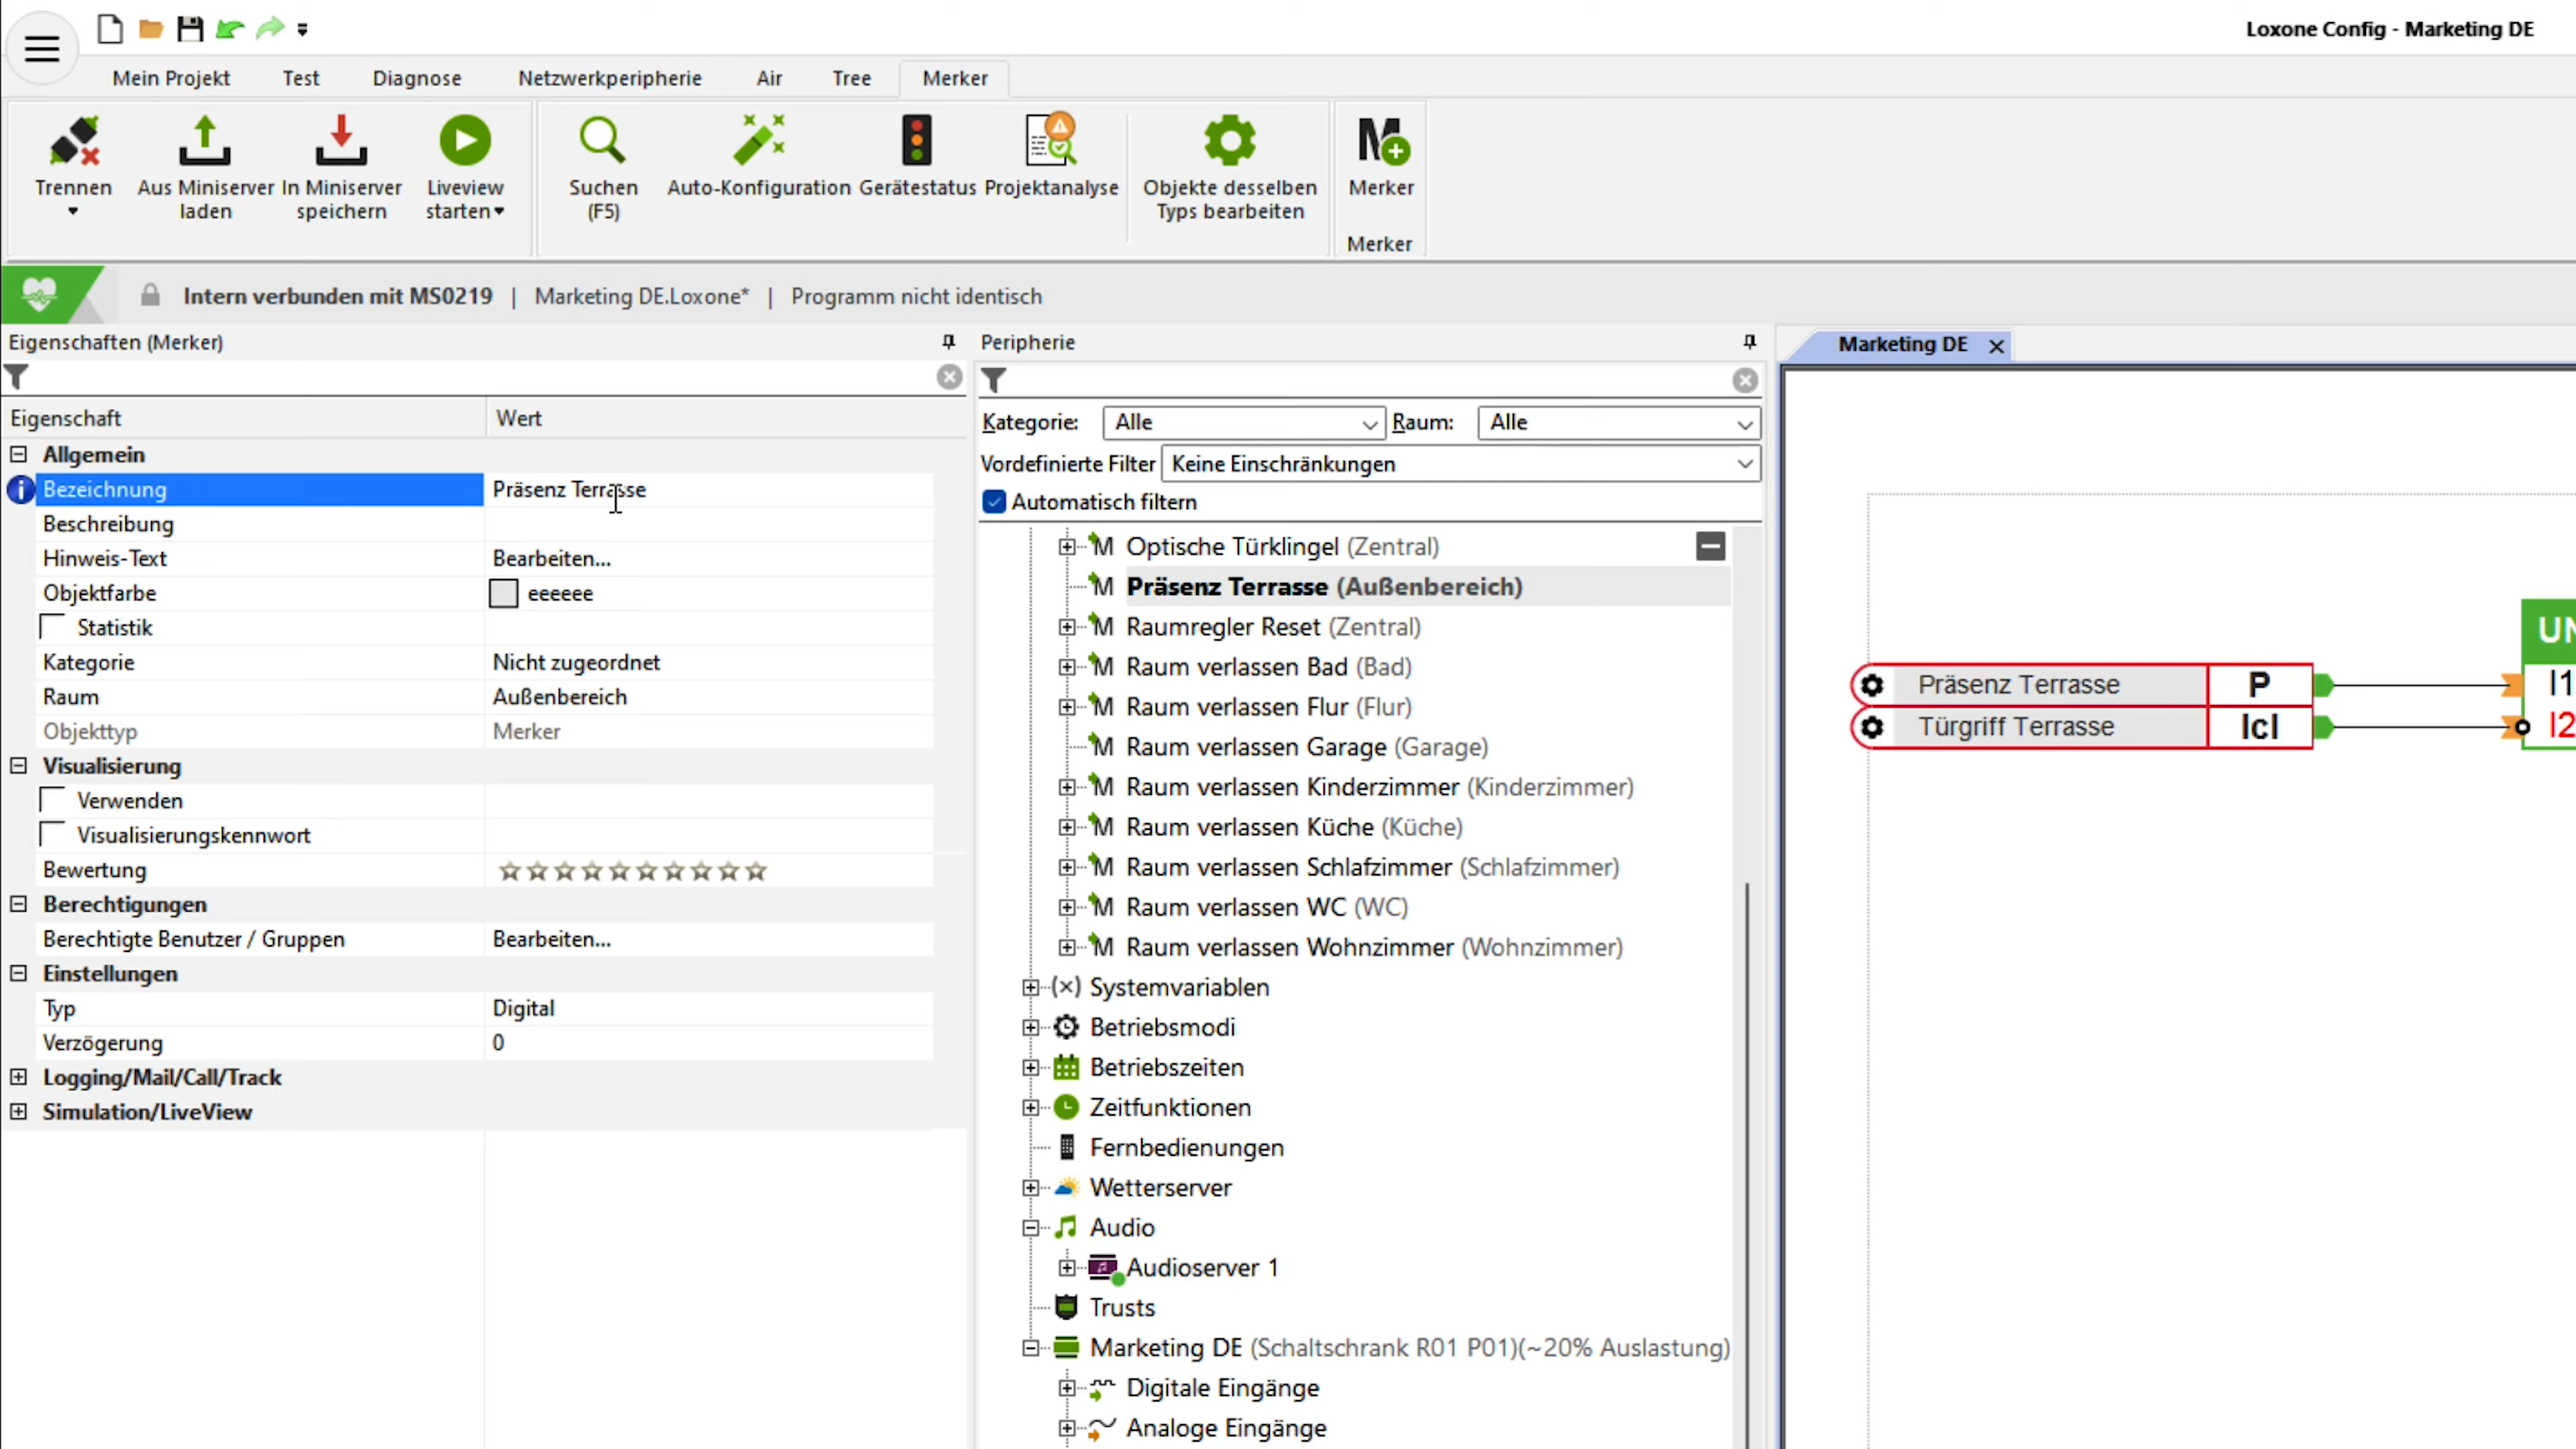 Loxone Config - Marketing DE
Mein Projekt Test Diagnose Netzwerkperipherie Air Tree Merker
Trennen Aus Miniserver In Miniserver Liveview Suchen Auto-Konfiguration Gerätestatus Projektanalyse Objekte desselben Merker
laden speichern starten (F5) Typs bearbeiten
Merker
Intern verbunden mit MS0219 | Marketing DE.Loxone* | Programm nicht identisch
Eigenschaften (Merker)
Eigenschaft Wert
Allgemein
Bezeichnung Präsenz Terrasse
Beschreibung
Hinweis-Text Bearbeiten...
Objektfarbe eeeeee
Statistik
Kategorie Nicht zugeordnet
Raum Außenbereich
Objekttyp Merker
Visualisierung
Verwenden
Visualisierungskennwort
Bewertung
Berechtigungen
Berechtigte Benutzer / Gruppen Bearbeiten...
Einstellungen
Typ Digital
Verzögerung 0
Logging/Mail/Call/Track
Simulation/LiveView
Peripherie
Kategorie: Alle Raum: Alle
Vordefinierte Filter Keine Einschränkungen
Automatisch filtern
M Optische Türklingel (Zentral)
M Präsenz Terrasse (Außenbereich)
M Raumregler Reset (Zentral)
M Raum verlassen Bad (Bad)
M Raum verlassen Flur (Flur)
M Raum verlassen Garage (Garage)
M Raum verlassen Kinderzimmer (Kinderzimmer)
M Raum verlassen Küche (Küche)
M Raum verlassen Schlafzimmer (Schlafzimmer)
M Raum verlassen WC (WC)
M Raum verlassen Wohnzimmer (Wohnzimmer)
(x) Systemvariablen
Betriebsmodi
Betriebszeiten
Zeitfunktionen
Fernbedienungen
Wetterserver
Audio
Audioserver 1
Trusts
Marketing DE (Schaltschrank R01 P01)(~20% Auslastung)
Digitale Eingänge
Analoge Eingänge
Marketing DE
UN
Präsenz Terrasse P I1
Türgriff Terrasse Icl I2